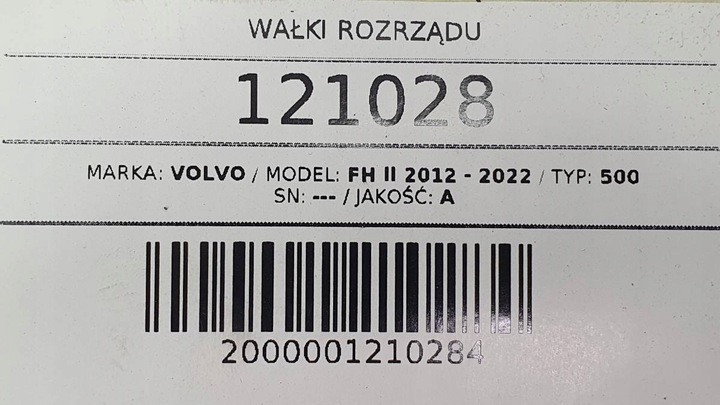 WAŁKI ROZRZĄDU
121028
MARKA: VOLVO / MODEL: FH II 2012 - 2022 / TYP: 500
SN: --- / JAKOŚĆ: A
2000001210284